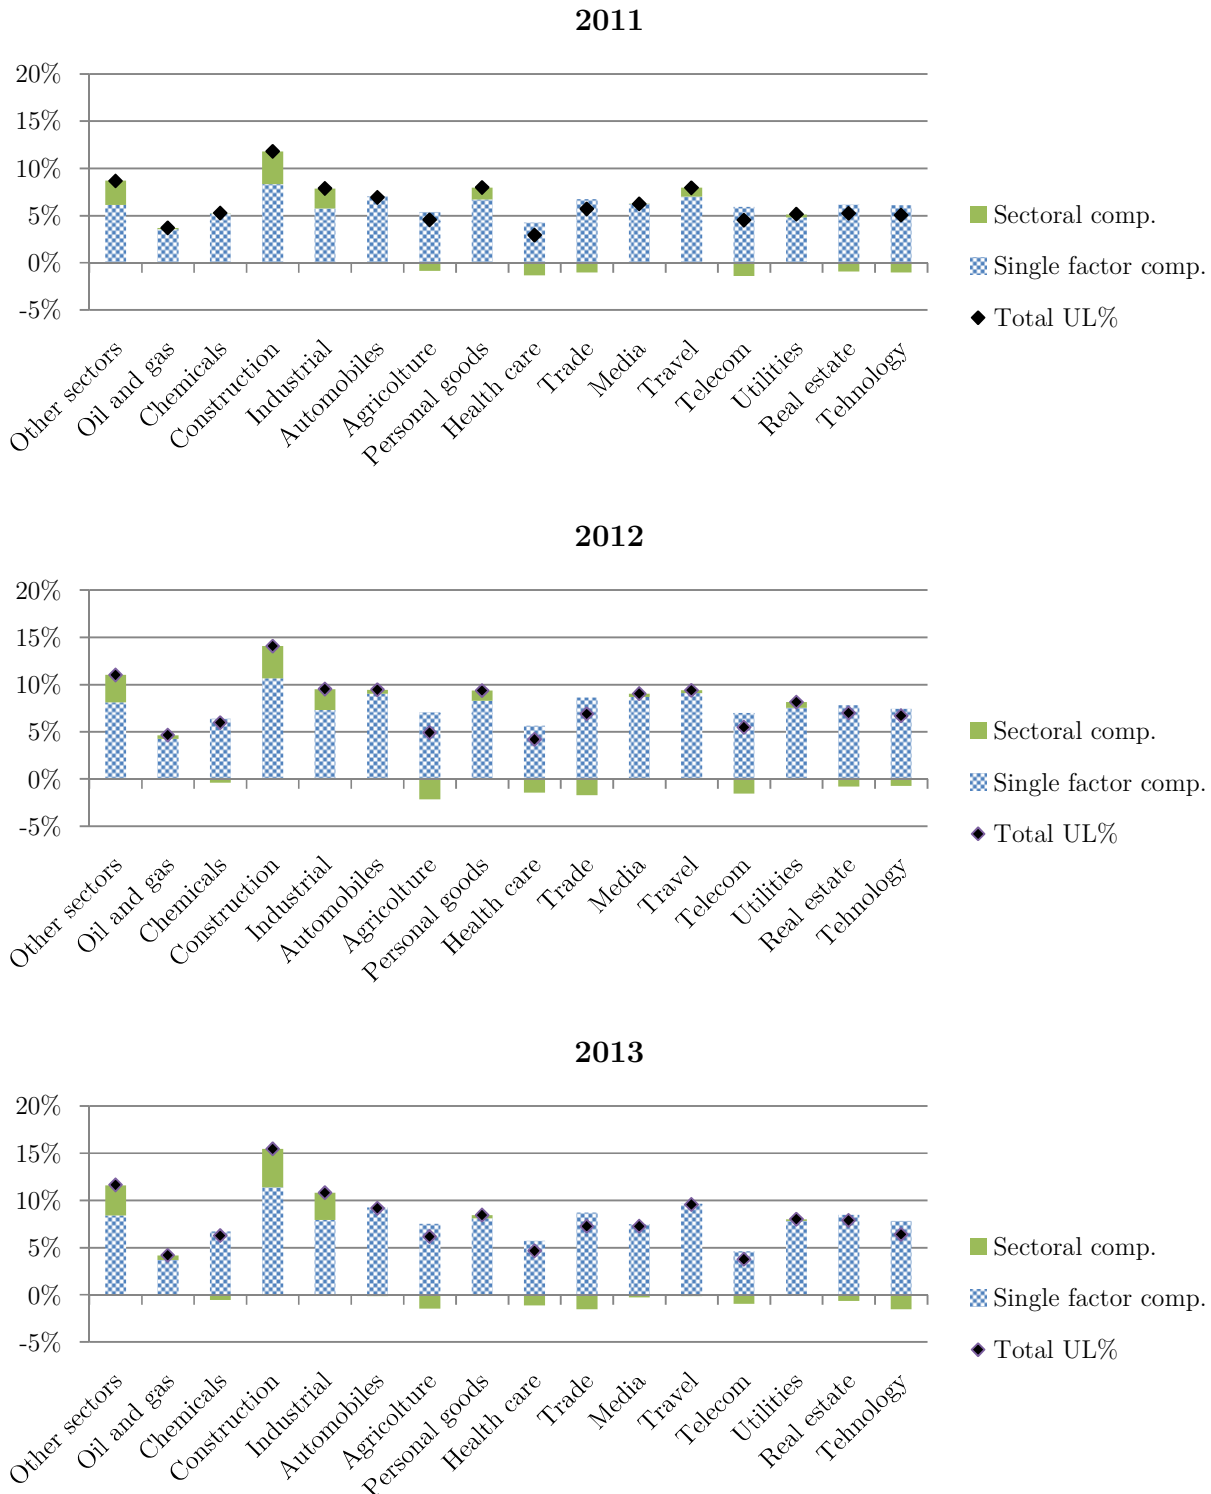 2011
20%
15%
10%
5%
0%
-5%
Other sectors
Oil and gas
Chemicals
Construction
Industrial
Automobiles
Agricolture
Personal goods
Health care
Trade
Media
Travel
Telecom
Utilities
Real estate
Tehnology
Sectoral comp.
Single factor comp.
Total UL%
2012
20%
15%
10%
5%
0%
-5%
Other sectors
Oil and gas
Chemicals
Construction
Industrial
Automobiles
Agricolture
Personal goods
Health care
Trade
Media
Travel
Telecom
Utilities
Real estate
Tehnology
Sectoral comp.
Single factor comp.
Total UL%
2013
20%
15%
10%
5%
0%
-5%
Other sectors
Oil and gas
Chemicals
Construction
Industrial
Automobiles
Agricolture
Personal goods
Health care
Trade
Media
Travel
Telecom
Utilities
Real estate
Tehnology
Sectoral comp.
Single factor comp.
Total UL%